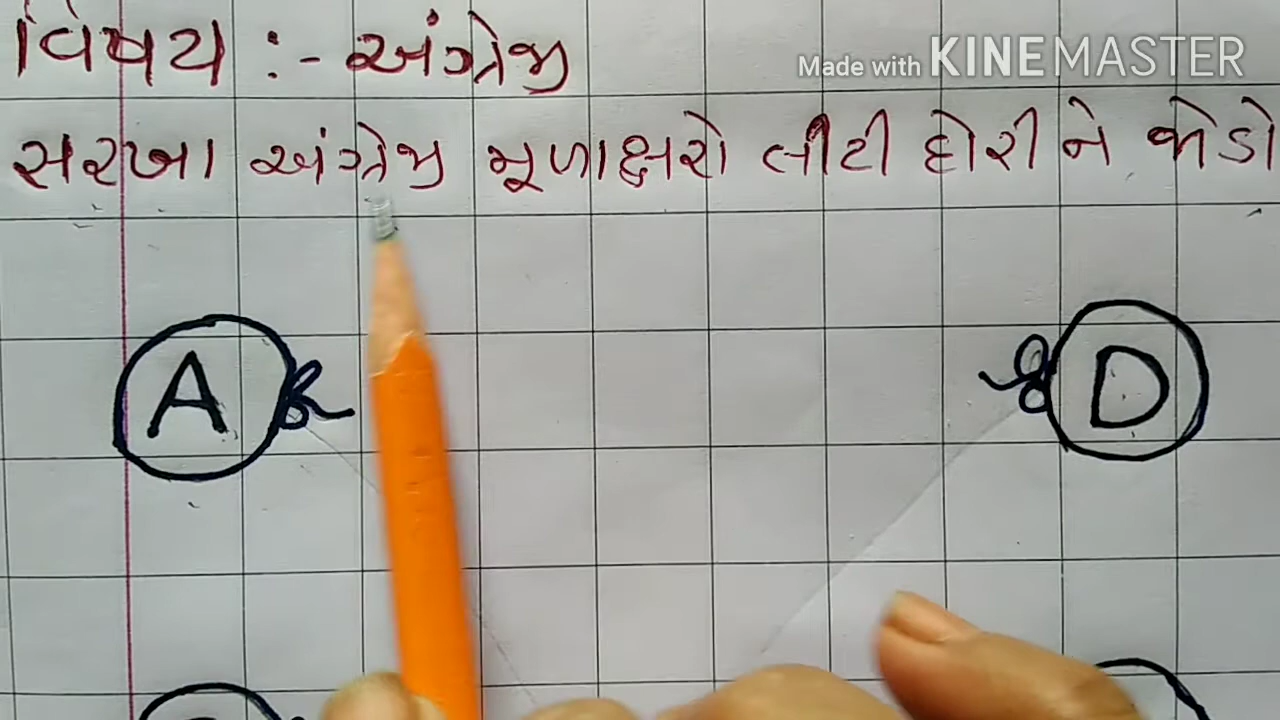 વિષય :- અંગ્રેજી
Made with KINEMASTER
સરખા અંગ્રેજી મૂળાક્ષરો લીટી દોરીને જોડો
A
D